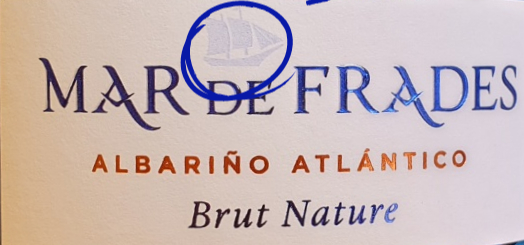 MAR DE FRADES
ALBARIÑO ATLÁNTICO
Brut Nature